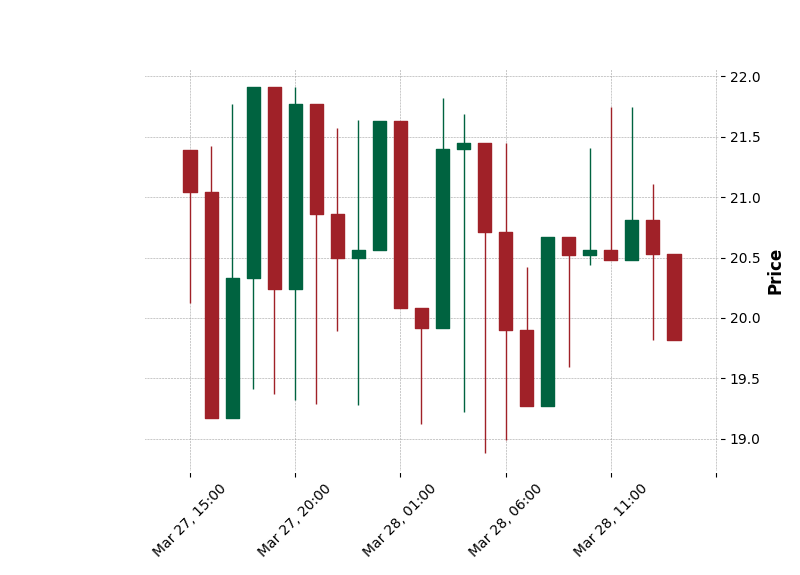 22.0
21.5
21.0
20.5
20.0
19.5
19.0
Price
Mar 27, 15:00
Mar 27, 20:00
Mar 28, 01:00
Mar 28, 06:00
Mar 28, 11:00